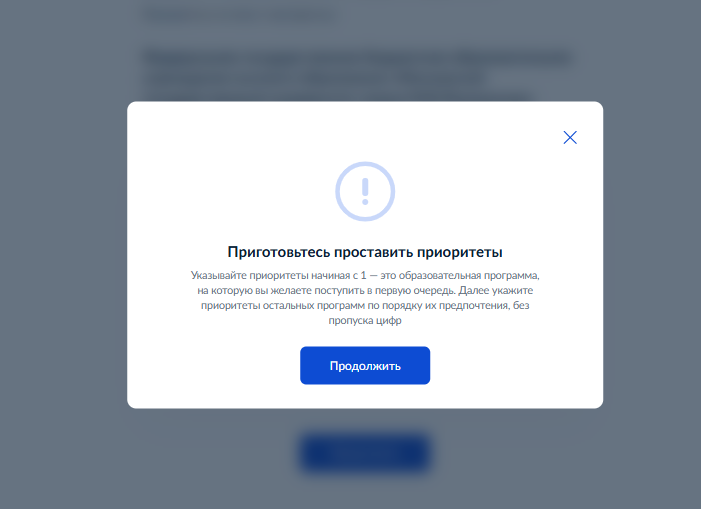 Приготовьтесь проставить приоритеты
Указывайте приоритеты начиная с 1 — это образовательная программа,
на которую вы желаете поступить в первую очередь. Далее укажите
приоритеты остальных программ по порядку их предпочтения, без
пропуска цифр
Продолжить